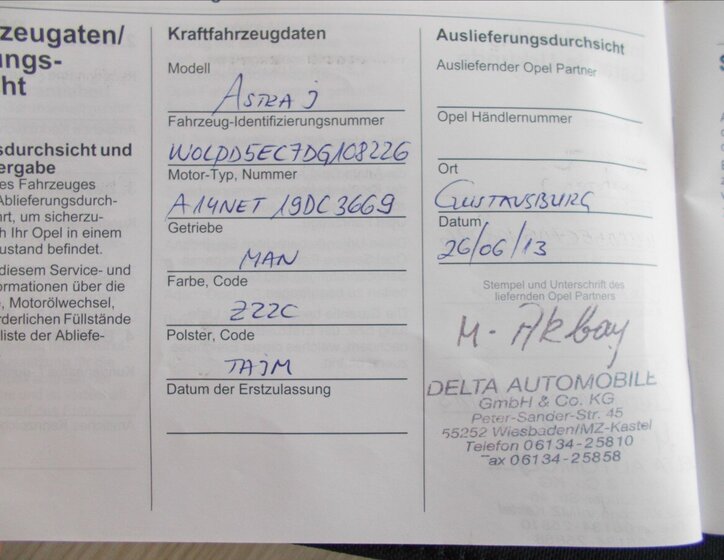 zeugaten/
ungs-
ht
sdurchsicht und
ergabe
es Fahrzeuges
Ablieferungsdurch-
hrt, um sicherzu-
h Ihr Opel in einem
zustand befindet.
diesem Service- und
ormationen über die
, Motorölwechsel,
rderlichen Füllstände
liste der Abliefe-
Kraftfahrzeugdaten
Modell
ASTRA J
Fahrzeug-Identifizierungsnummer
W0LPD5EC7DG108226
Motor-Typ, Nummer
A14NET 19DC3669
Getriebe
MAN
Farbe, Code
Z22C
Polster, Code
TAJM
Datum der Erstzulassung
Auslieferungsdurchsicht
Ausliefernder Opel Partner
Opel Händlernummer
Ort
GUSTAVSBURG
Datum
26/06/13
Stempel und Unterschrift des
liefernden Opel Partners
M. Akbay
DELTA AUTOMOBILE
GmbH & Co. KG
Peter-Sander-Str. 45
55252 Wiesbaden/MZ-Kastel
Telefon 06134-25810
Fax 06134-25858